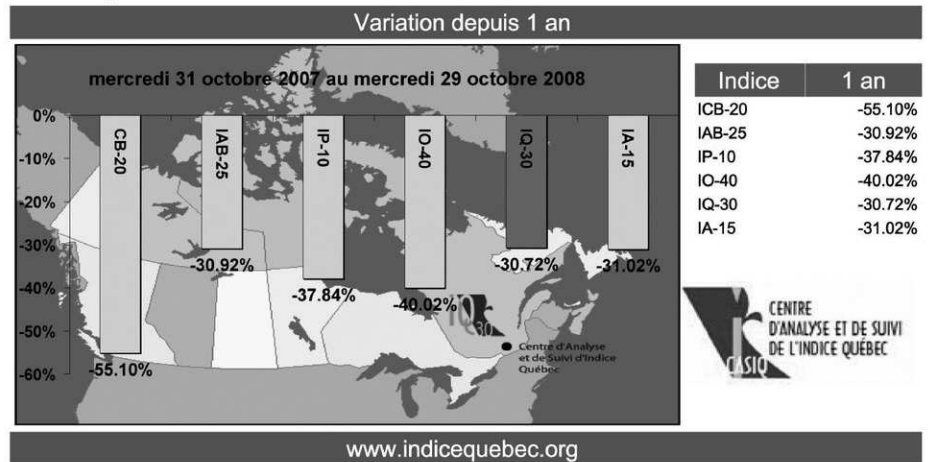 Variation depuis 1 an
mercredi 31 octobre 2007 au mercredi 29 octobre 2008
0%
-10%
-20%
-30%
-40%
-50%
-60%
CB-20
IAB-25
IP-10
IO-40
IQ-30
IA-15
-55.10%
-30.92%
-37.84%
-40.02%
-30.72%
-31.02%
IQ30
Centre d'Analyse
et de Suivi d'Indice
Québec
Indice 1 an
ICB-20 -55.10%
IAB-25 -30.92%
IP-10 -37.84%
IO-40 -40.02%
IQ-30 -30.72%
IA-15 -31.02%
CASIQ
CENTRE
D'ANALYSE ET DE SUIVI
DE L'INDICE QUÉBEC
www.indicequebec.org